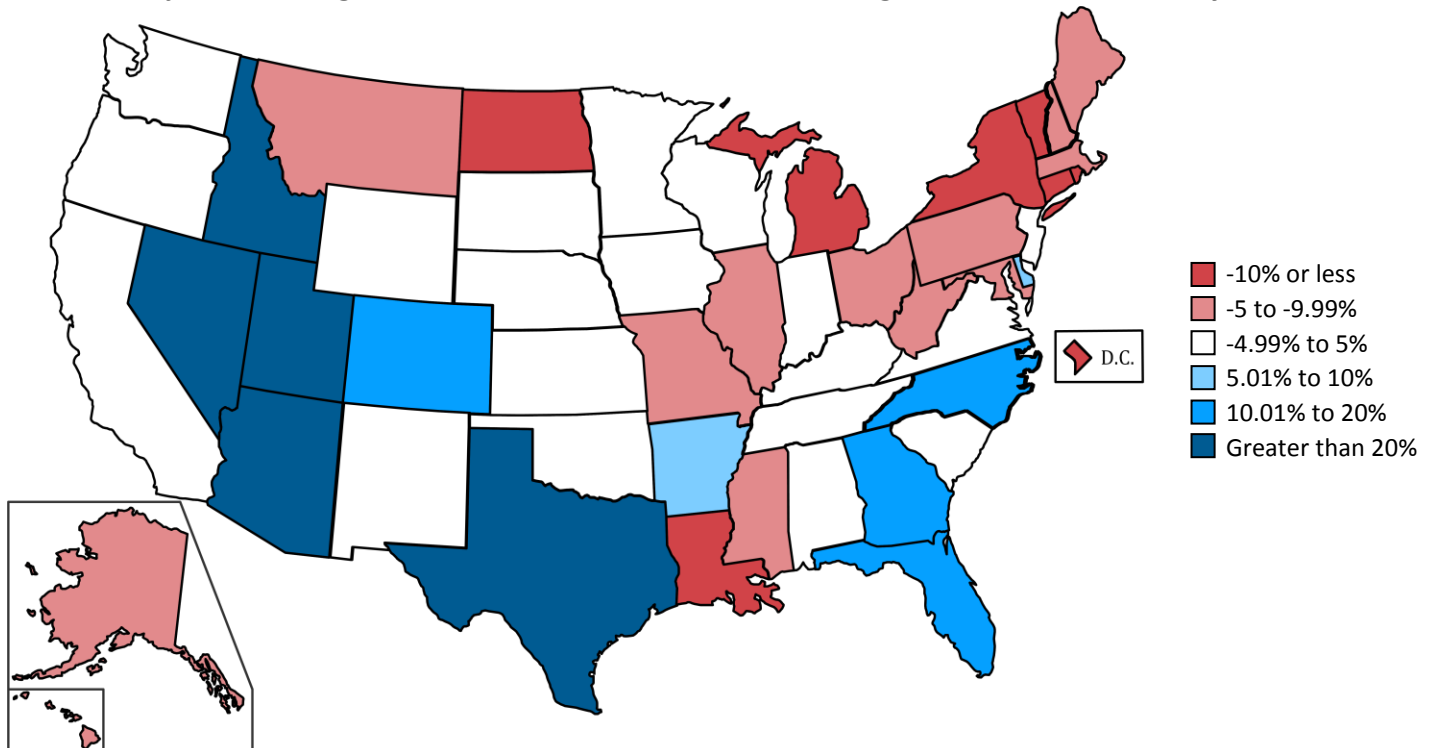 -10% or less
-5 to -9.99%
-4.99% to 5%
5.01% to 10%
10.01% to 20%
Greater than 20%
D.C.